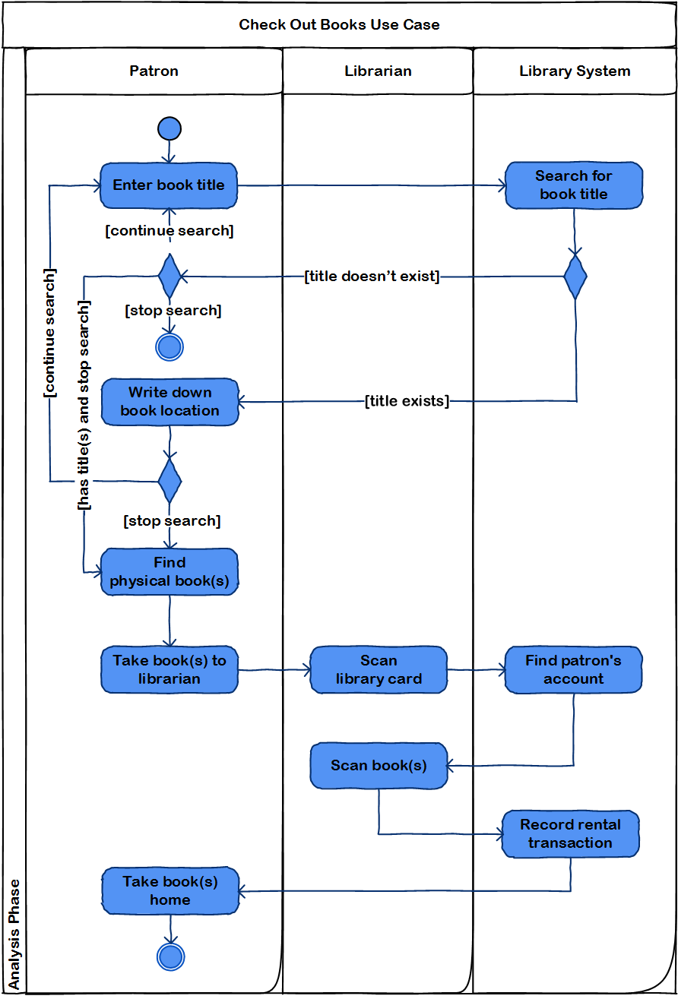 Check Out Books Use Case
Patron
Librarian
Library System
Enter book title
Search for
book title
[continue search]
[title doesn’t exist]
[stop search]
[continue search]
[has title(s) and stop search]
Write down
book location
[title exists]
[stop search]
Find
physical book(s)
Take book(s) to
librarian
Scan
library card
Find patron's
account
Scan book(s)
Record rental
transaction
Take book(s)
home
Analysis Phase